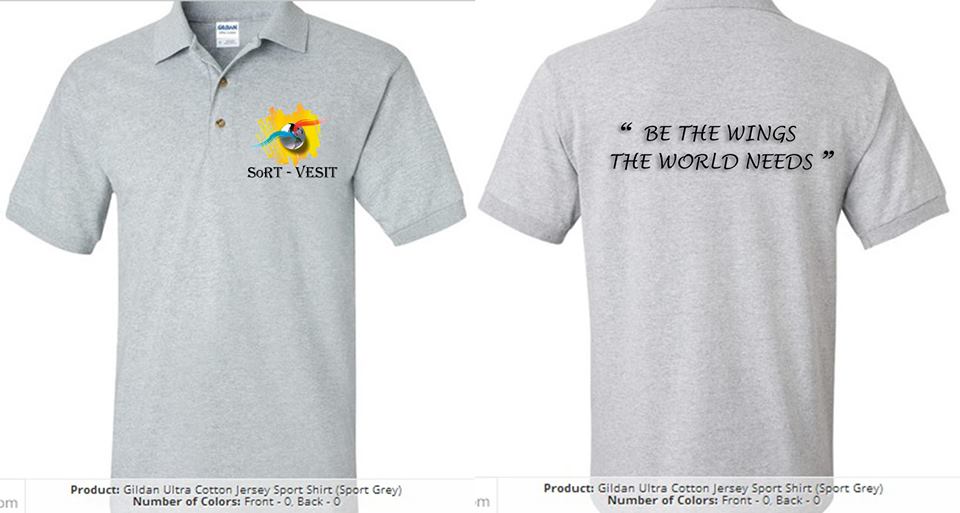 GILDAN
SoRT - VESIT
“ BE THE WINGS
THE WORLD NEEDS ”
om
Product: Gildan Ultra Cotton Jersey Sport Shirt (Sport Grey)
Number of Colors: Front - 0, Back - 0
m
Product: Gildan Ultra Cotton Jersey Sport Shirt (Sport Grey)
Number of Colors: Front - 0, Back - 0